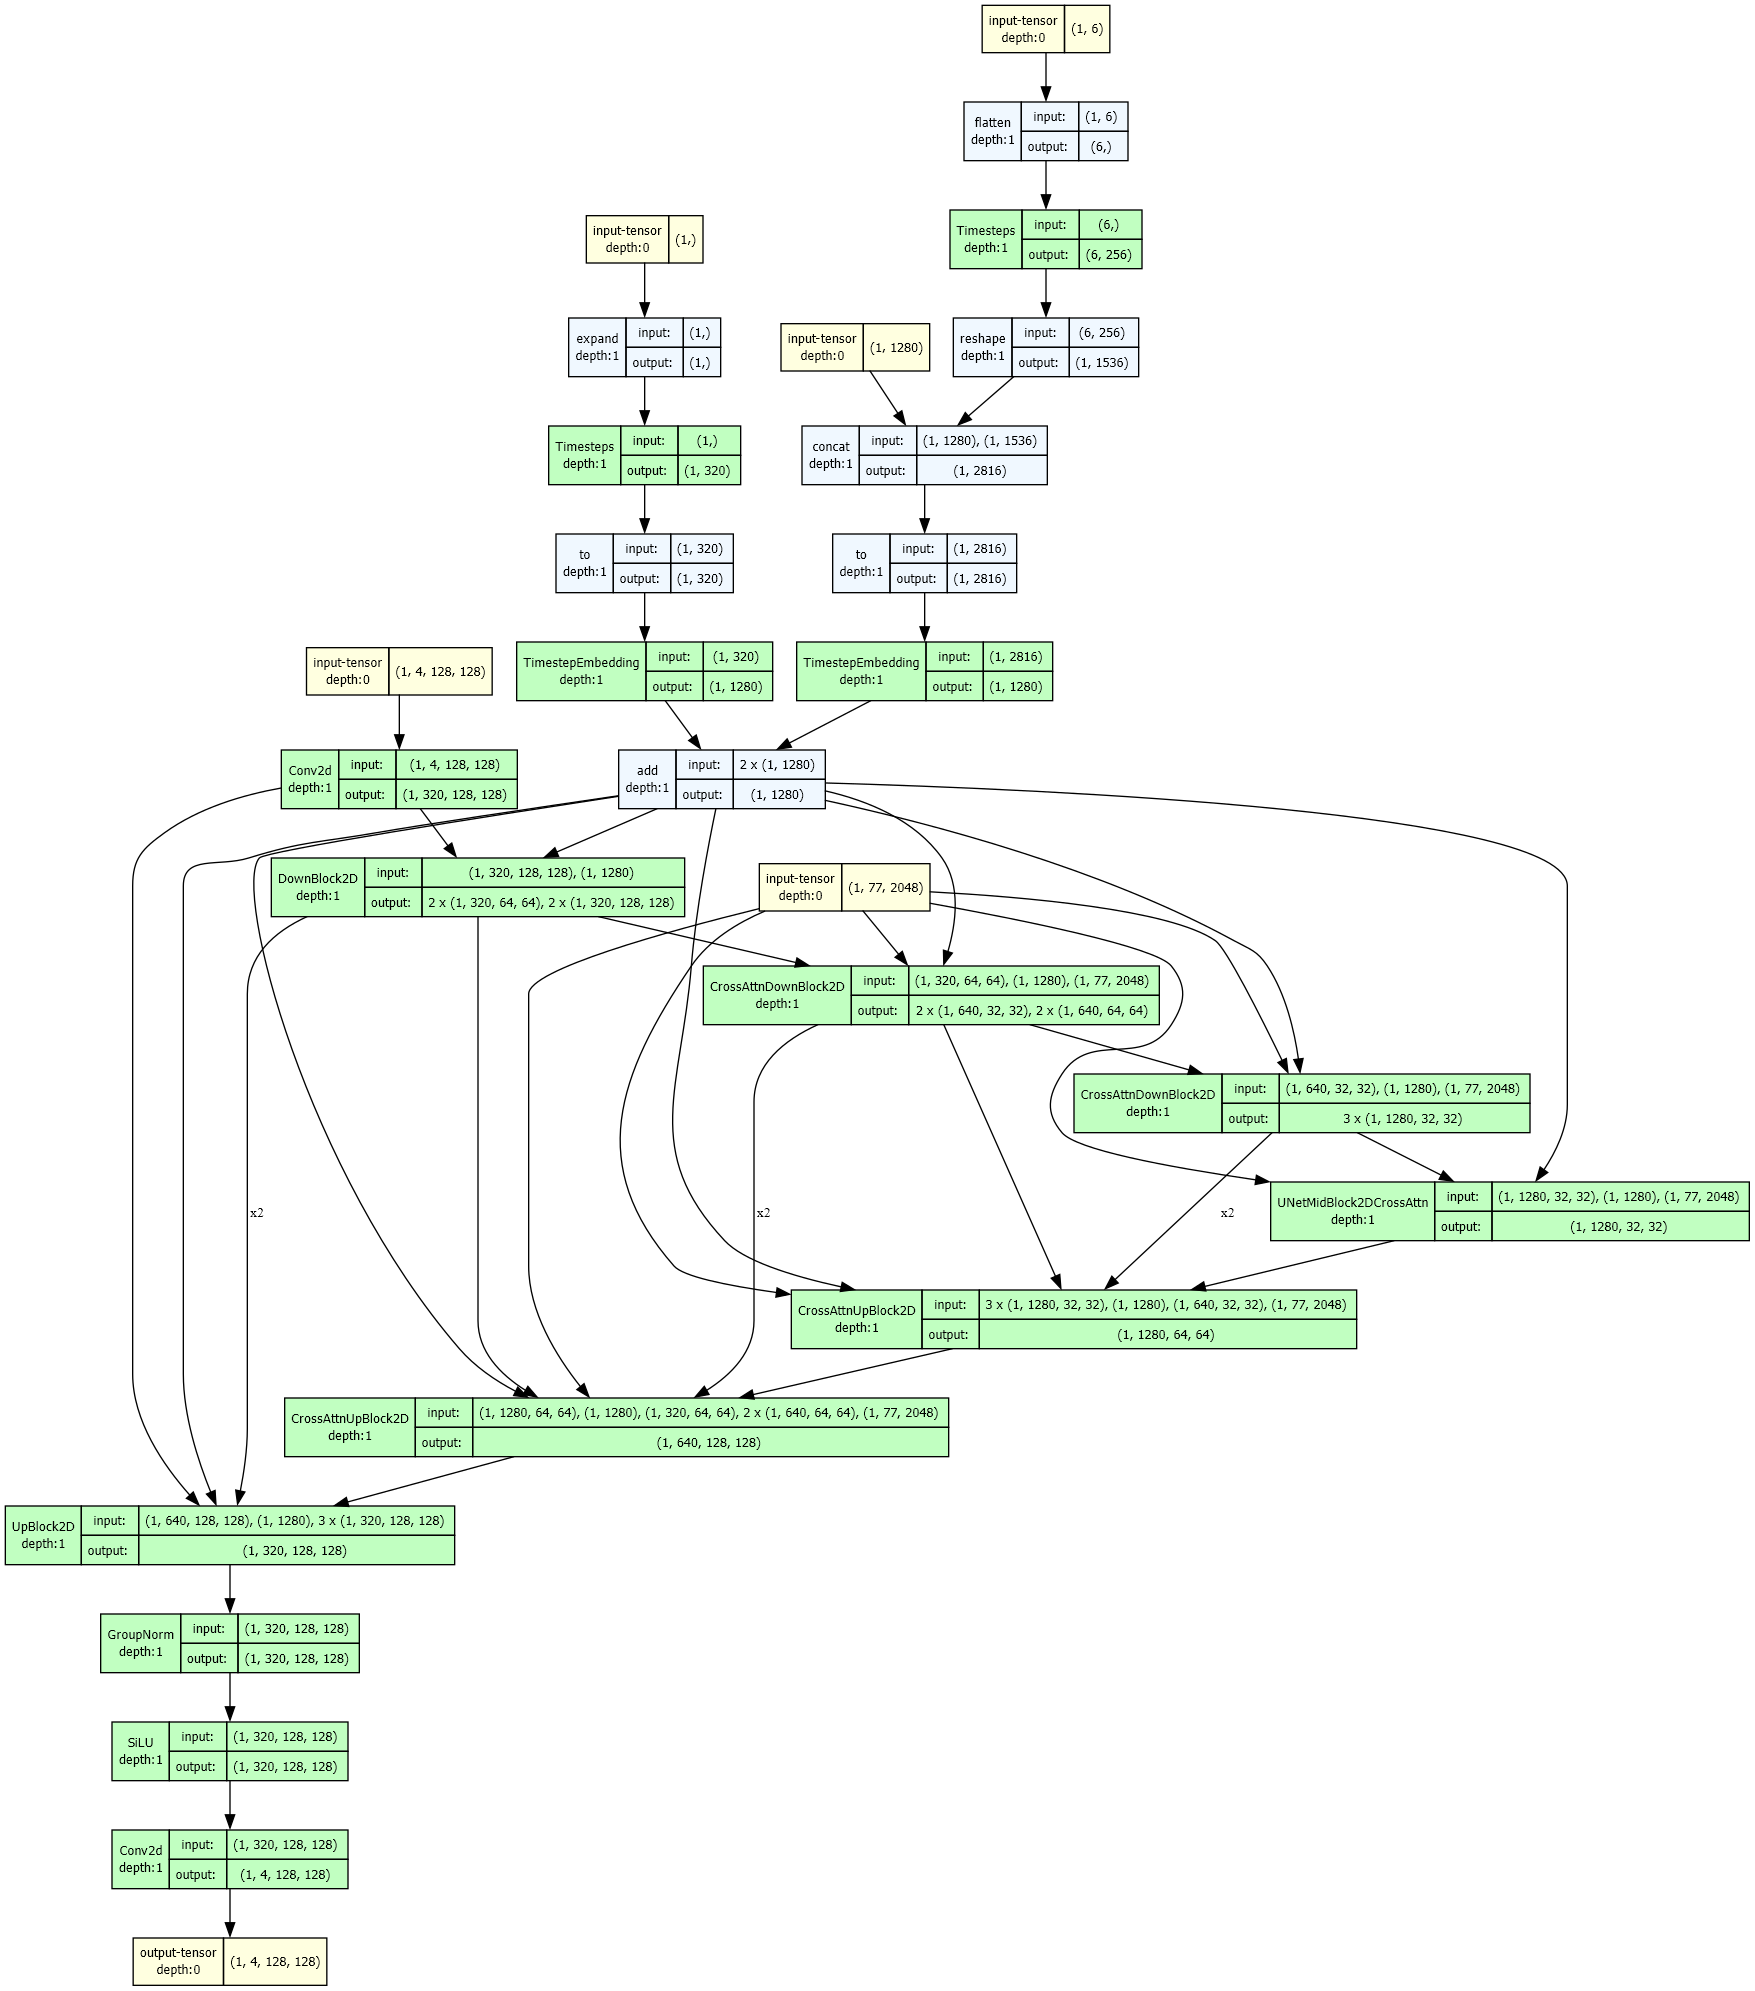 input-tensor
depth:0
(1, 6)
flatten
depth:1
input:
(1, 6)
output:
(6,)
Timesteps
depth:1
input:
(6,)
output:
(6, 256)
input-tensor
depth:0
(1,)
expand
depth:1
input:
(1,)
output:
(1,)
input-tensor
depth:0
(1, 1280)
reshape
depth:1
input:
(6, 256)
output:
(1, 1536)
Timesteps
depth:1
input:
(1,)
output:
(1, 320)
concat
depth:1
input:
(1, 1280), (1, 1536)
output:
(1, 2816)
to
depth:1
input:
(1, 320)
output:
(1, 320)
to
depth:1
input:
(1, 2816)
output:
(1, 2816)
input-tensor
depth:0
(1, 4, 128, 128)
TimestepEmbedding
depth:1
input:
(1, 320)
output:
(1, 1280)
TimestepEmbedding
depth:1
input:
(1, 2816)
output:
(1, 1280)
Conv2d
depth:1
input:
(1, 4, 128, 128)
output:
(1, 320, 128, 128)
add
depth:1
input:
2 x (1, 1280)
output:
(1, 1280)
DownBlock2D
depth:1
input:
(1, 320, 128, 128), (1, 1280)
output:
2 x (1, 320, 64, 64), 2 x (1, 320, 128, 128)
input-tensor
depth:0
(1, 77, 2048)
CrossAttnDownBlock2D
depth:1
input:
(1, 320, 64, 64), (1, 1280), (1, 77, 2048)
output:
2 x (1, 640, 32, 32), 2 x (1, 640, 64, 64)
CrossAttnDownBlock2D
depth:1
input:
(1, 640, 32, 32), (1, 1280), (1, 77, 2048)
output:
3 x (1, 1280, 32, 32)
x2
x2
x2
UNetMidBlock2DCrossAttn
depth:1
input:
(1, 1280, 32, 32), (1, 1280), (1, 77, 2048)
output:
(1, 1280, 32, 32)
CrossAttnUpBlock2D
depth:1
input:
3 x (1, 1280, 32, 32), (1, 1280), (1, 640, 32, 32), (1, 77, 2048)
output:
(1, 1280, 64, 64)
CrossAttnUpBlock2D
depth:1
input:
(1, 1280, 64, 64), (1, 1280), (1, 320, 64, 64), 2 x (1, 640, 64, 64), (1, 77, 2048)
output:
(1, 640, 128, 128)
UpBlock2D
depth:1
input:
(1, 640, 128, 128), (1, 1280), 3 x (1, 320, 128, 128)
output:
(1, 320, 128, 128)
GroupNorm
depth:1
input:
(1, 320, 128, 128)
output:
(1, 320, 128, 128)
SiLU
depth:1
input:
(1, 320, 128, 128)
output:
(1, 320, 128, 128)
Conv2d
depth:1
input:
(1, 320, 128, 128)
output:
(1, 4, 128, 128)
output-tensor
depth:0
(1, 4, 128, 128)